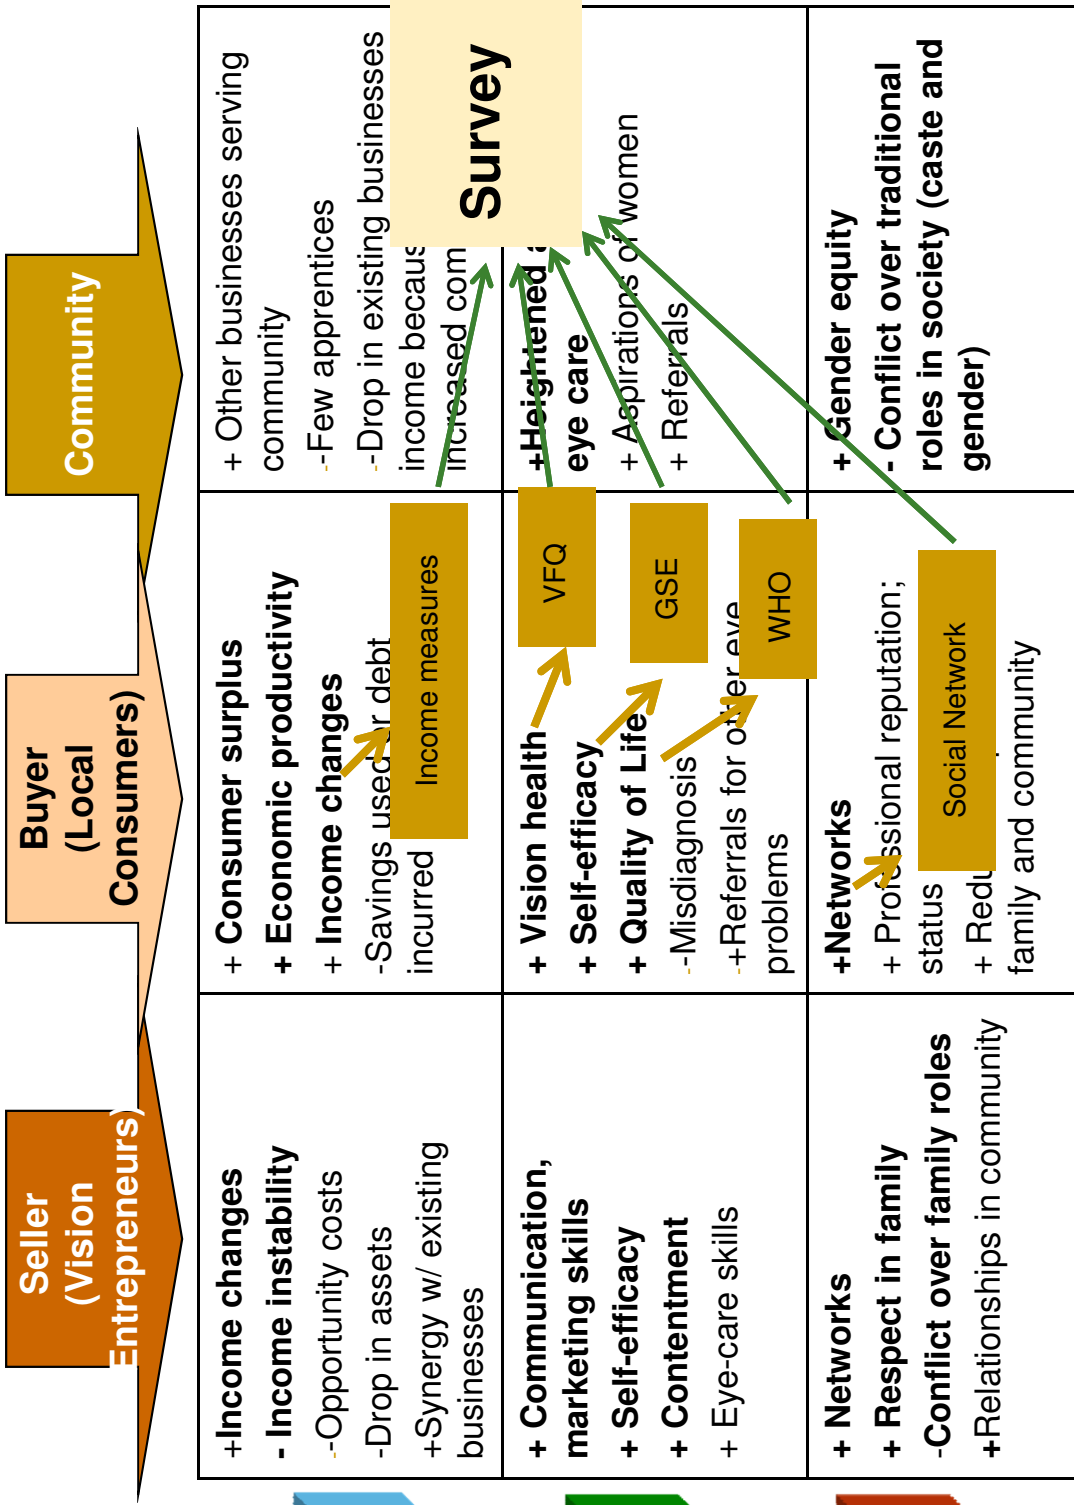 Seller
(Vision
Entrepreneurs)
Buyer
(Local
Consumers)
Community
+Income changes
- Income instability
-Opportunity costs
-Drop in assets
+Synergy w/ existing
businesses
+ Consumer surplus
+ Economic productivity
+ Income changes
-Savings used or debt
incurred
Income measures
+ Other businesses serving
community
-Few apprentices
-Drop in existing businesses
income
increased
Survey
+ Communication,
marketing skills
+ Self-efficacy
+ Contentment
+ Eye-care skills
+ Vision health
+ Self-efficacy
+ Quality of Life
-Misdiagnosis
-+Referrals for other eye
problems
VFQ
GSE
WHO
+Heightened
eye care
+ Aspirations of women
+ Referrals
+ Networks
+ Respect in family
-Conflict over family roles
+Relationships in community
+Networks
+ Professional reputation;
status
+
family and community
Social Network
+ Gender equity
- Conflict over traditional
roles in society (caste and
gender)